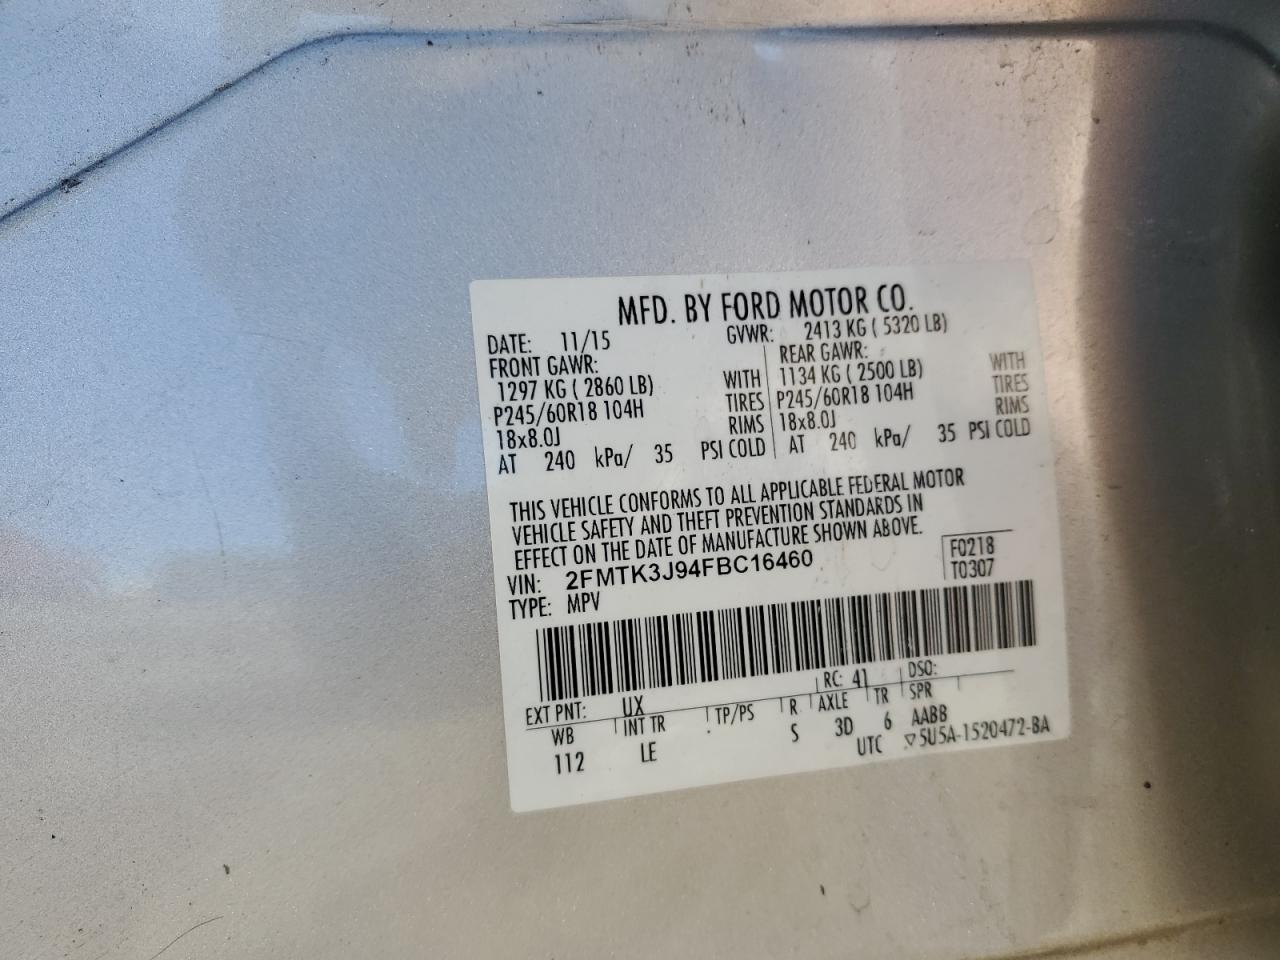 MFD. BY FORD MOTOR CO.
DATE: 11/15 GVWR: 2413 KG ( 5320 LB)
FRONT GAWR: REAR GAWR:
1297 KG ( 2860 LB) WITH 1134 KG ( 2500 LB) WITH
P245/60R18 104H TIRES P245/60R18 104H TIRES
18x8.0J RIMS 18x8.0J RIMS
AT 240 kPa/ 35 PSI COLD AT 240 kPa/ 35 PSI COLD
THIS VEHICLE CONFORMS TO ALL APPLICABLE FEDERAL MOTOR
VEHICLE SAFETY AND THEFT PREVENTION STANDARDS IN
EFFECT ON THE DATE OF MANUFACTURE SHOWN ABOVE.
VIN: 2FMTK3J94FBC16460 F0218
TYPE: MPV T0307
EXT PNT: UX RC: 41 DSO:
WB INT TR TP/PS R AXLE TR SPR
112 LE S 3D 6 AABB
UTC ▽5U5A-1520472-BA